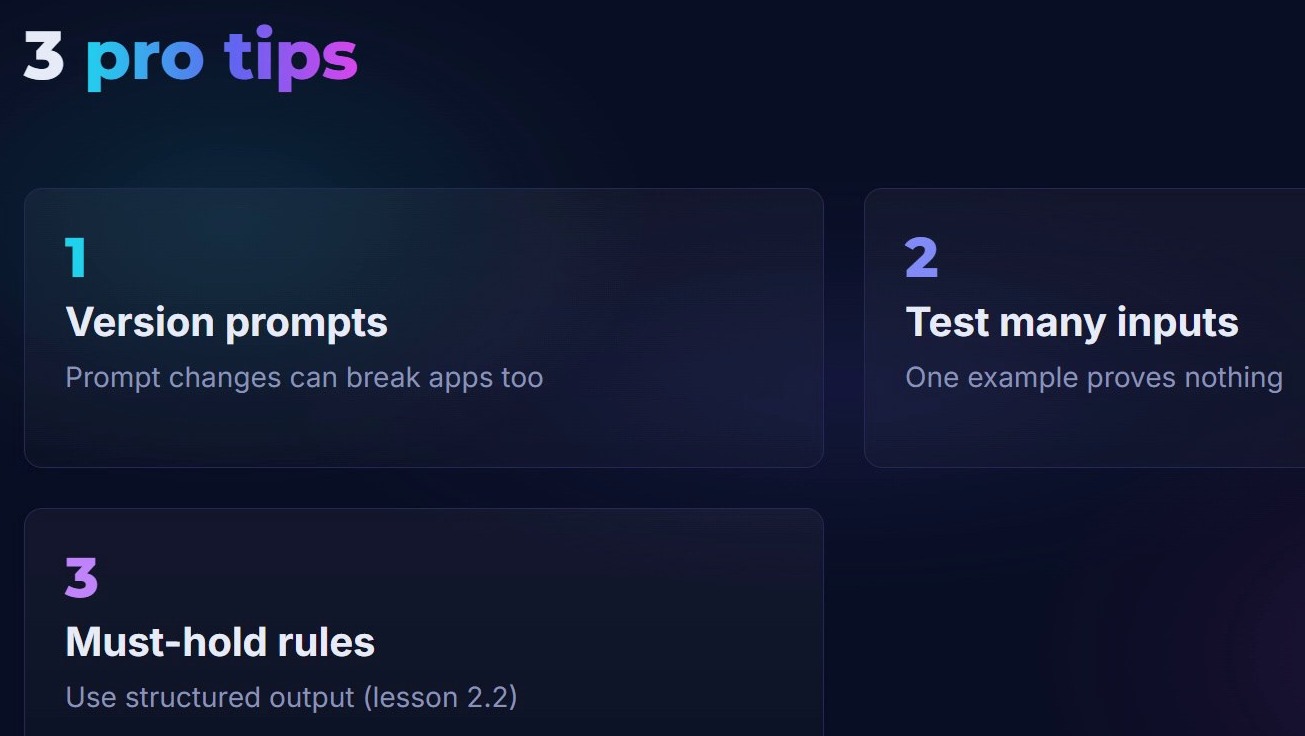 3 pro tips
1
Version prompts
Prompt changes can break apps too
2
Test many inputs
One example proves nothing
3
Must-hold rules
Use structured output (lesson 2.2)